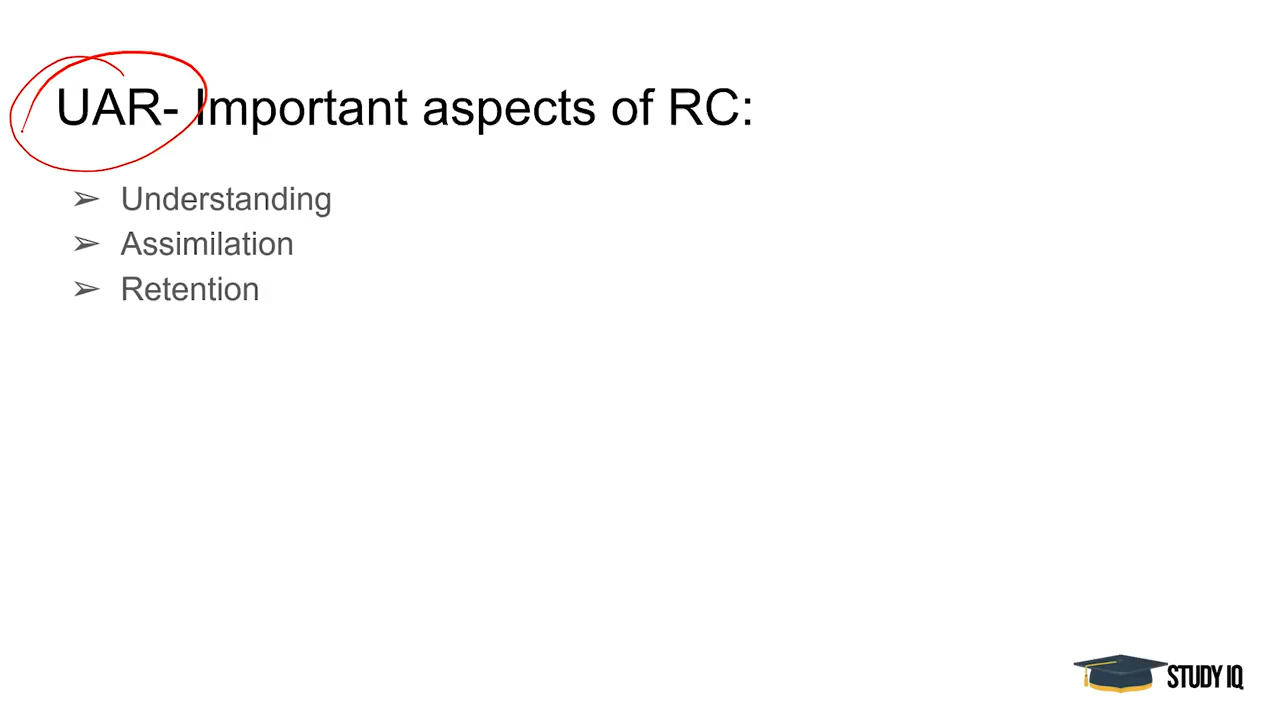 UAR- Important aspects of RC:
➢ Understanding
➢ Assimilation
➢ Retention
STUDY IQ